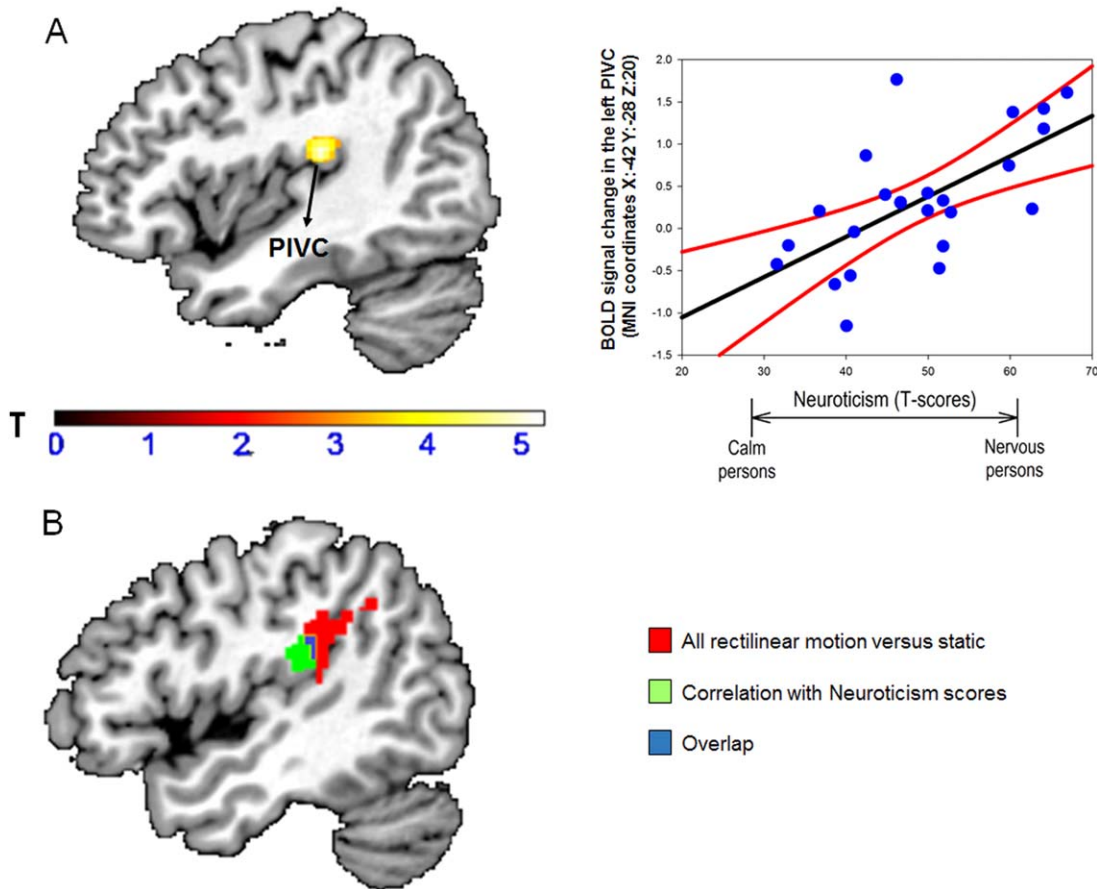 A
PIVC
BOLD signal change in the left PIVC
(MNI coordinates X:-42 Y:-28 Z:20)
2.0
1.5
1.0
0.5
0.0
-0.5
-1.0
-1.5
20 30 40 50 60 70
Neuroticism (T-scores)
Calm
persons
Nervous
persons
T
0 1 2 3 4 5
B
All rectilinear motion versus static
Correlation with Neuroticism scores
Overlap